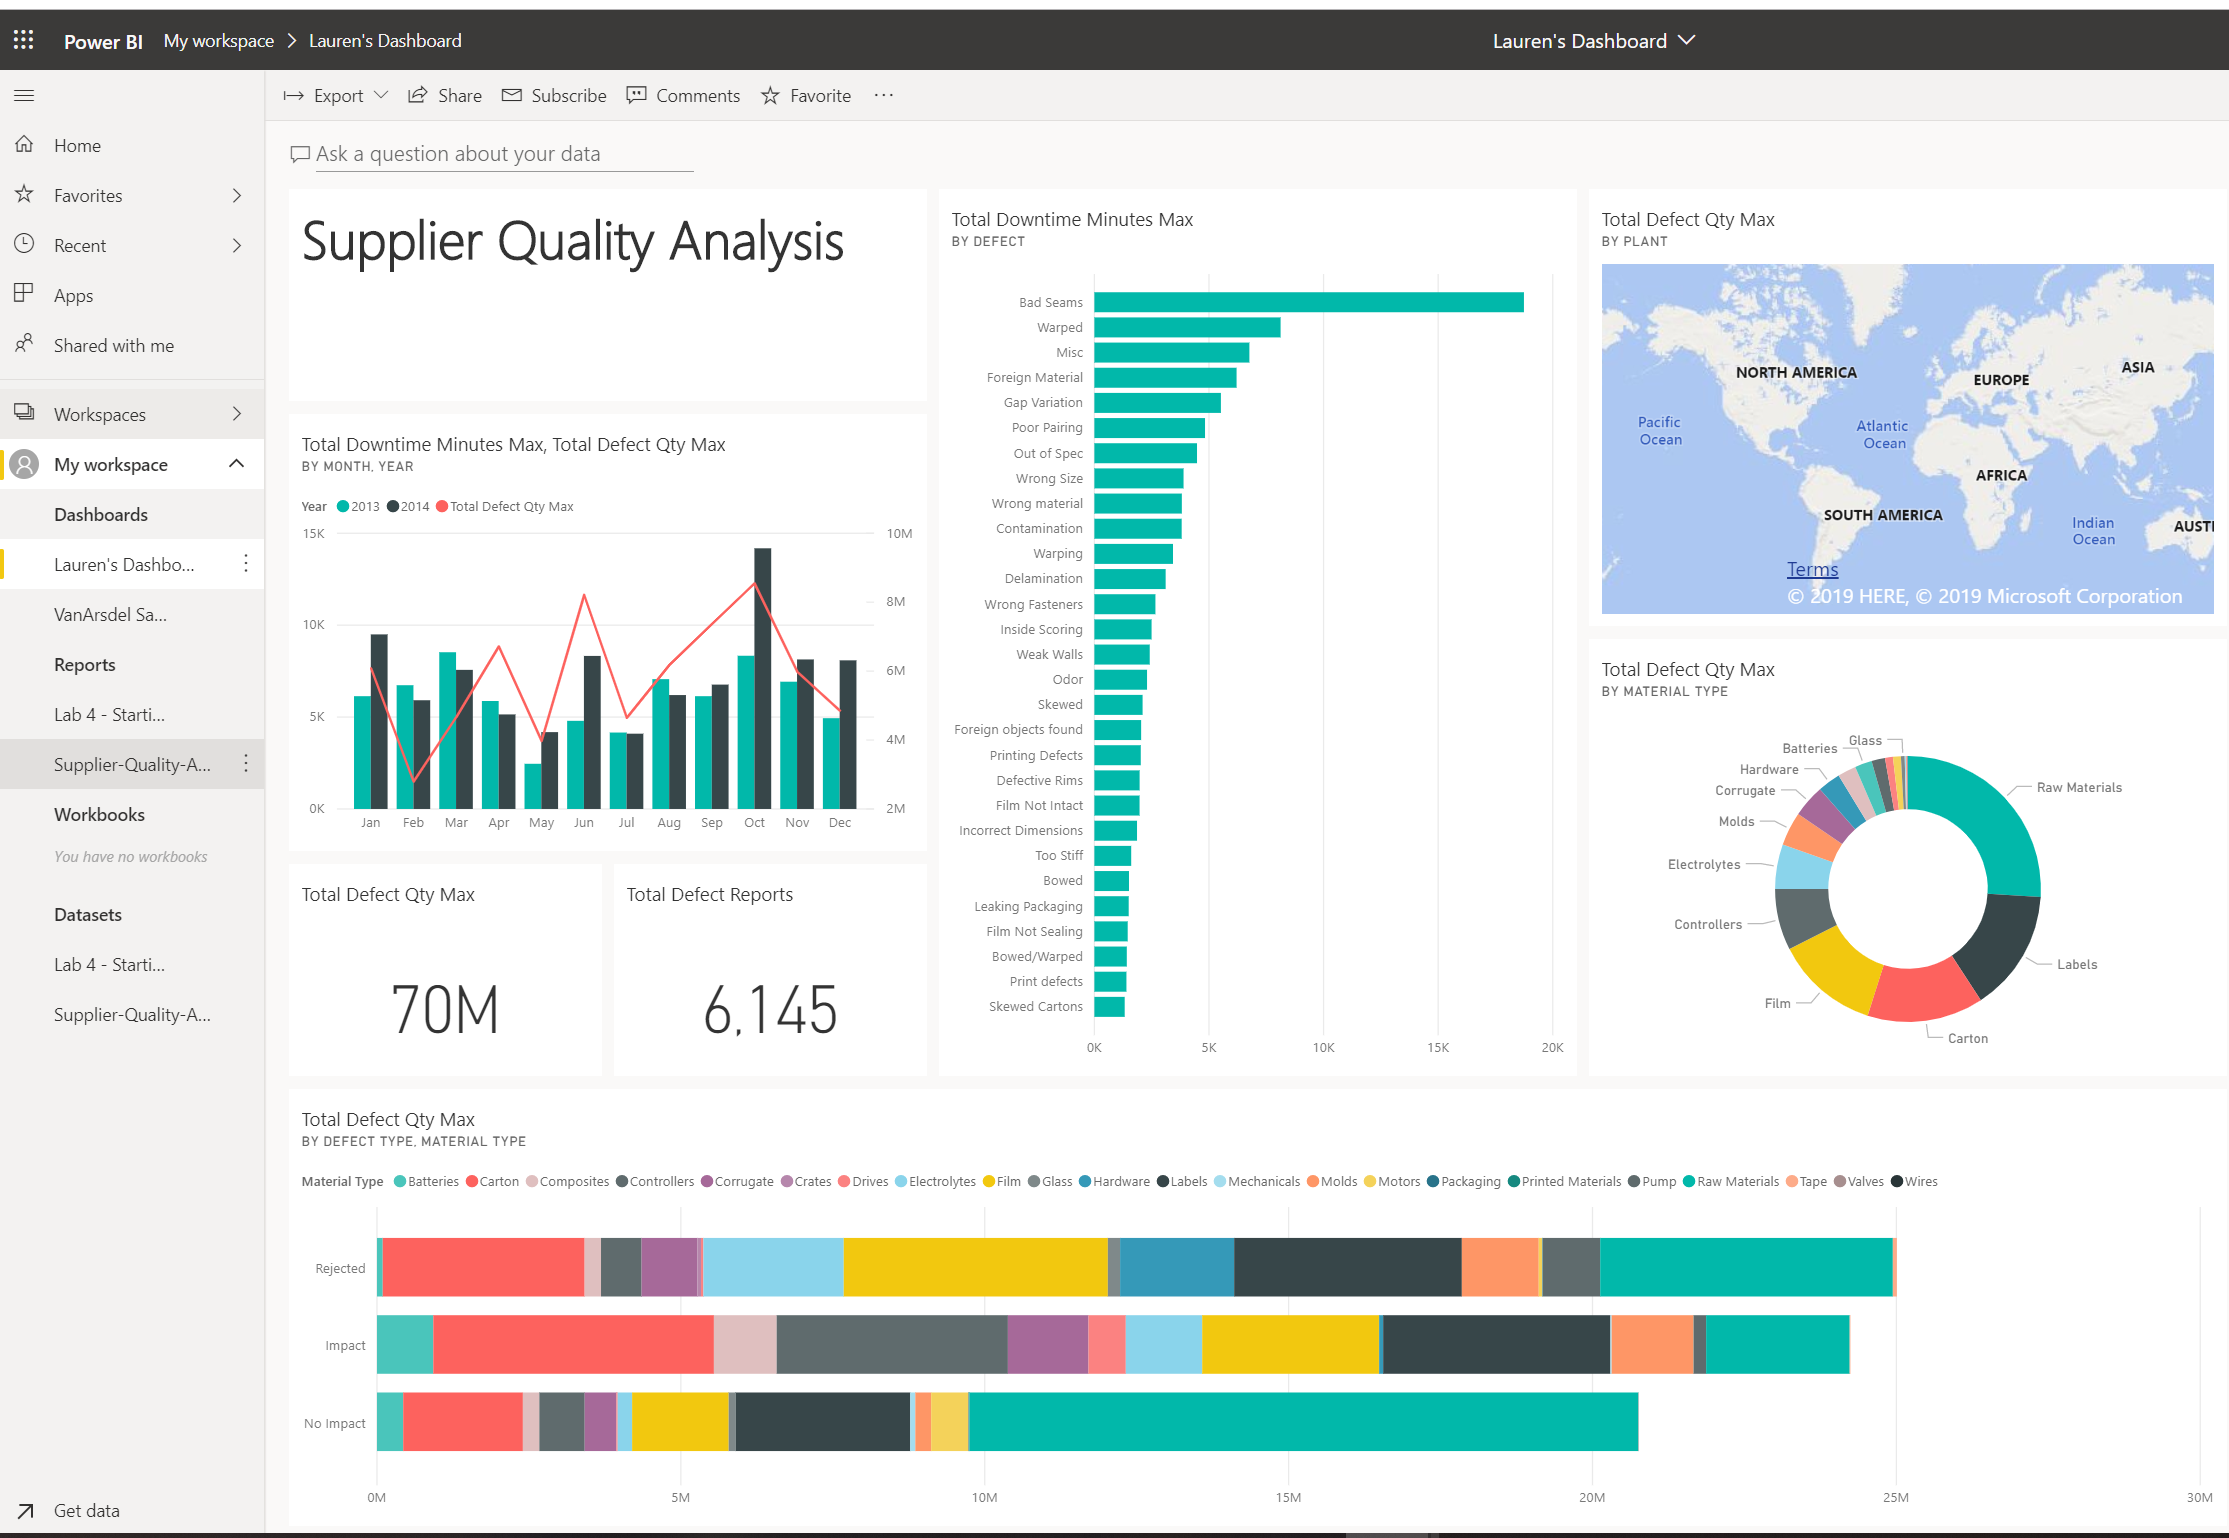 Power BI My workspace > Lauren's Dashboard
Lauren's Dashboard
Export Share Subscribe Comments Favorite ...
Home
Favorites
Recent
Apps
Shared with me
Workspaces
My workspace
Dashboards
Lauren's Dashbo...
VanArsdel Sa...
Reports
Lab 4 - Starti...
Supplier-Quality-A...
Workbooks
You have no workbooks
Datasets
Lab 4 - Starti...
Supplier-Quality-A...
Get data
Ask a question about your data
Supplier Quality Analysis
Total Downtime Minutes Max, Total Defect Qty Max
BY MONTH, YEAR
Year 2013 2014 Total Defect Qty Max
15K
10K
5K
0K
10M
8M
6M
4M
2M
Jan Feb Mar Apr May Jun Jul Aug Sep Oct Nov Dec
Total Defect Qty Max
70M
Total Defect Reports
6,145
Total Downtime Minutes Max
BY DEFECT
Bad Seams
Warped
Misc
Foreign Material
Gap Variation
Poor Pairing
Out of Spec
Wrong Size
Wrong material
Contamination
Warping
Delamination
Wrong Fasteners
Inside Scoring
Weak Walls
Odor
Skewed
Foreign objects found
Printing Defects
Defective Rims
Film Not Intact
Incorrect Dimensions
Too Stiff
Bowed
Leaking Packaging
Film Not Sealing
Bowed/Warped
Print defects
Skewed Cartons
0K 5K 10K 15K 20K
Total Defect Qty Max
BY PLANT
NORTH AMERICA
EUROPE
ASIA
Pacific
Ocean
Atlantic
Ocean
AFRICA
SOUTH AMERICA
Indian
Ocean
AUSTI
Terms
© 2019 HERE, © 2019 Microsoft Corporation
Total Defect Qty Max
BY MATERIAL TYPE
Glass
Batteries
Hardware
Corrugate
Molds
Electrolytes
Controllers
Film
Carton
Labels
Raw Materials
Total Defect Qty Max
BY DEFECT TYPE, MATERIAL TYPE
Material Type Batteries Carton Composites Controllers Corrugate Crates Drives Electrolytes Film Glass Hardware Labels Mechanicals Molds Motors Packaging Printed Materials Pump Raw Materials Tape Valves Wires
Rejected
Impact
No Impact
0M 5M 10M 15M 20M 25M 30M